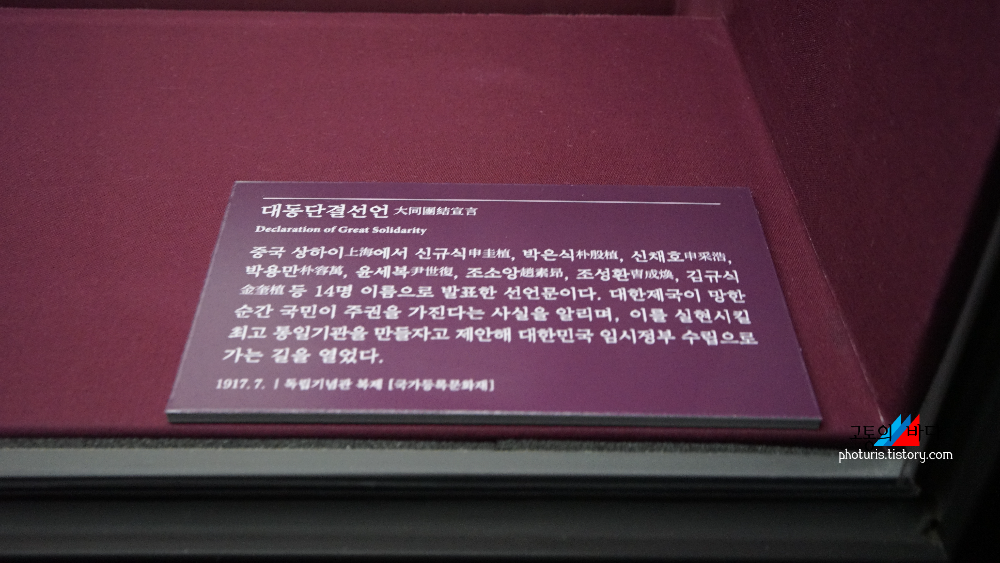 대동단결선언 大同團結宣言
Declaration of Great Solidarity
중국 상하이上海에서 신규식申圭植, 박은식朴殷植, 신채호申采浩,
박용만朴容萬, 윤세복尹世復, 조소앙趙素昂, 조성환曺成煥, 김규식
金奎植 등 14명 이름으로 발표한 선언문이다. 대한제국이 망한
순간 국민이 주권을 가진다는 사실을 알리며, 이를 실현시킬
최고 통일기관을 만들자고 제안해 대한민국 임시정부 수립으로
가는 길을 열었다.
1917. 7. | 독립기념관 복제 [국가등록문화재]
고토의 바다
photuris.tistory.com